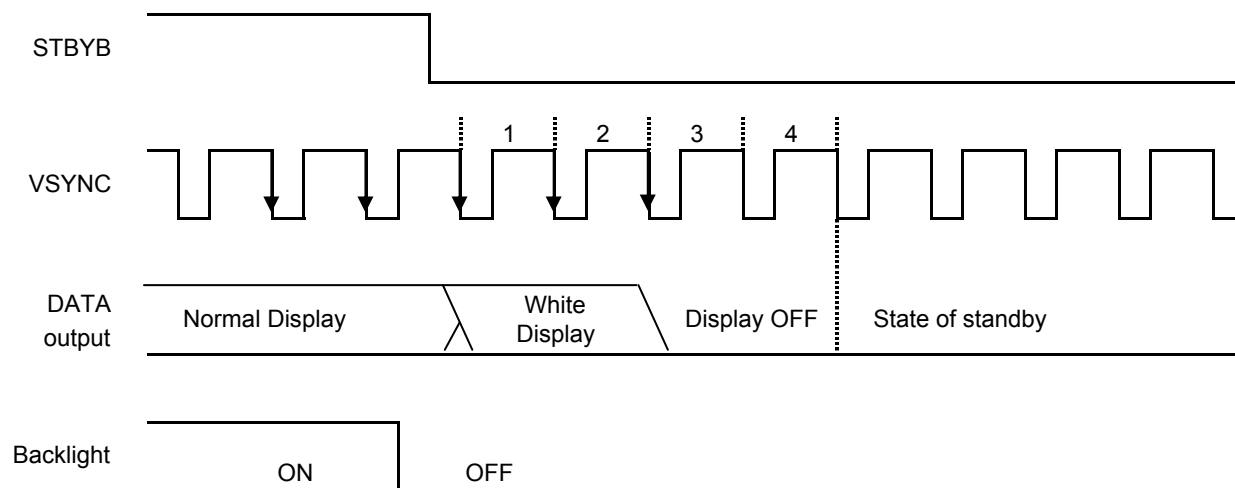 STBYB
1 2 3 4
VSYNC
DATA
output
Normal Display
White
Display
Display OFF
State of standby
Backlight
ON
OFF